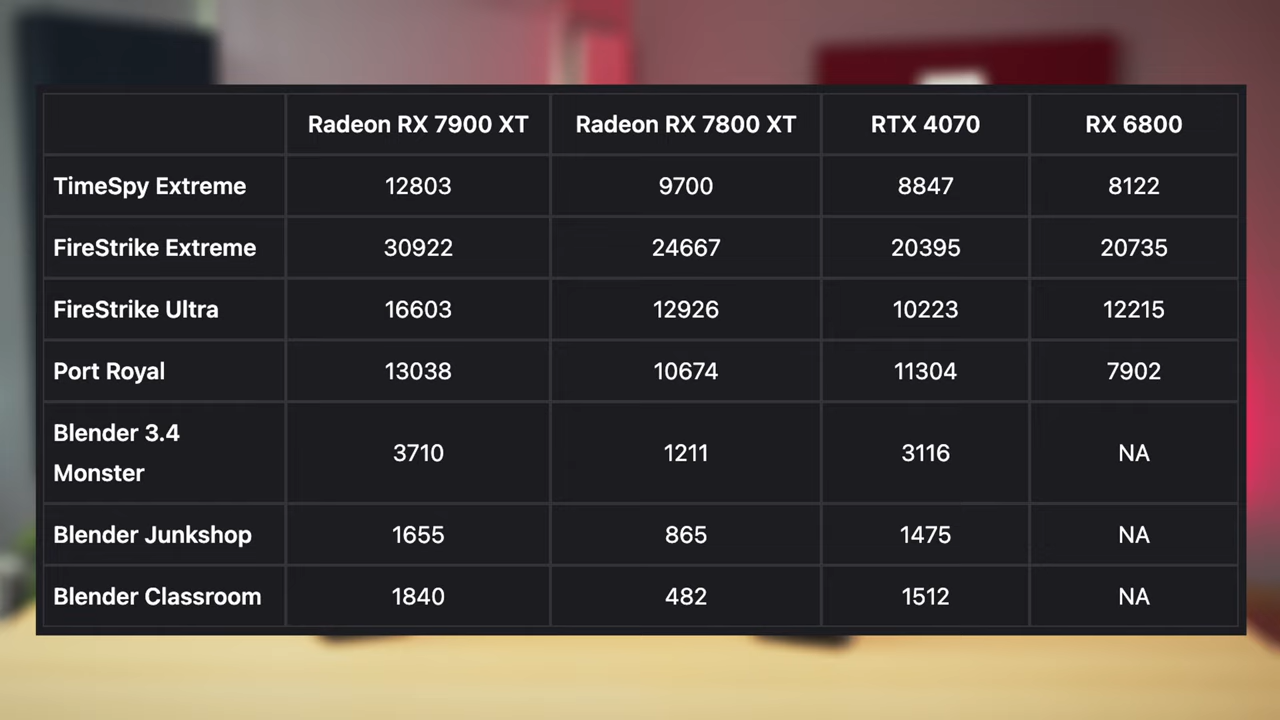 Radeon RX 7900 XT Radeon RX 7800 XT RTX 4070 RX 6800
TimeSpy Extreme 12803 9700 8847 8122
FireStrike Extreme 30922 24667 20395 20735
FireStrike Ultra 16603 12926 10223 12215
Port Royal 13038 10674 11304 7902
Blender 3.4
Monster 3710 1211 3116 NA
Blender Junkshop 1655 865 1475 NA
Blender Classroom 1840 482 1512 NA